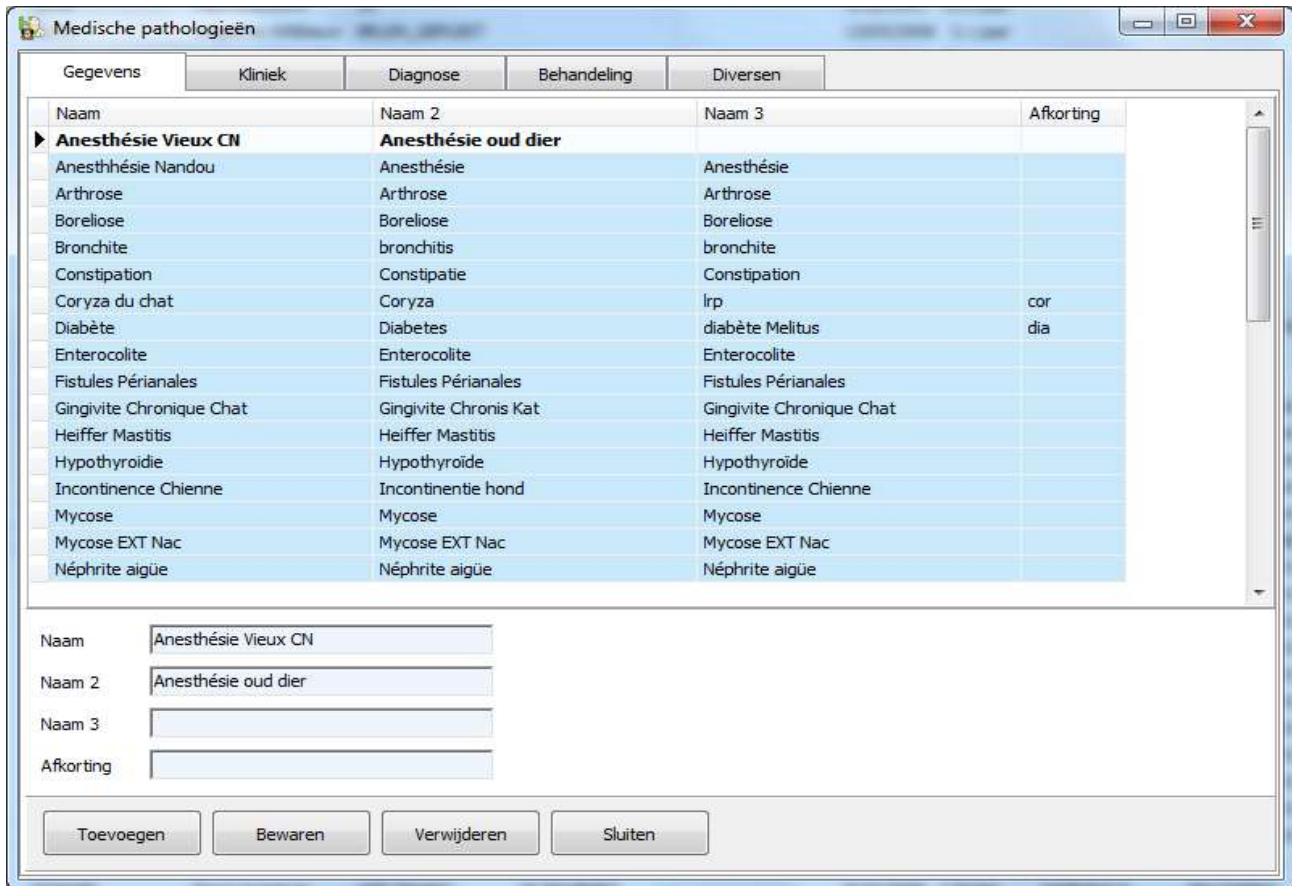 Medische pathologieën
Gegevens Kliniek Diagnose Behandeling Diversen
Naam Naam 2 Naam 3 Afkorting
Anesthésie Vieux CN Anesthésie oud dier
Anesthhésie Nandou Anesthésie Anesthésie
Arthrose Arthrose Arthrose
Boreliose Boreliose Boreliose
Bronchite bronchitis bronchite
Constipation Constipatie Constipation
Coryza du chat Coryza lrp cor
Diabète Diabetes diabète Melitus dia
Enterocolite Enterocolite Enterocolite
Fistules Périanales Fistules Périanales Fistules Périanales
Gingivite Chronique Chat Gingivite Chronis Kat Gingivite Chronique Chat
Heiffer Mastitis Heiffer Mastitis Heiffer Mastitis
Hypothyroidie Hypothyroïde Hypothyroïde
Incontinence Chienne Incontinentie hond Incontinence Chienne
Mycose Mycose Mycose
Mycose EXT Nac Mycose EXT Nac Mycose EXT Nac
Néphrite aigüe Néphrite aigüe Néphrite aigüe
Naam Anesthésie Vieux CN
Naam 2 Anesthésie oud dier
Naam 3
Afkorting
Toevoegen Bewaren Verwijderen Sluiten